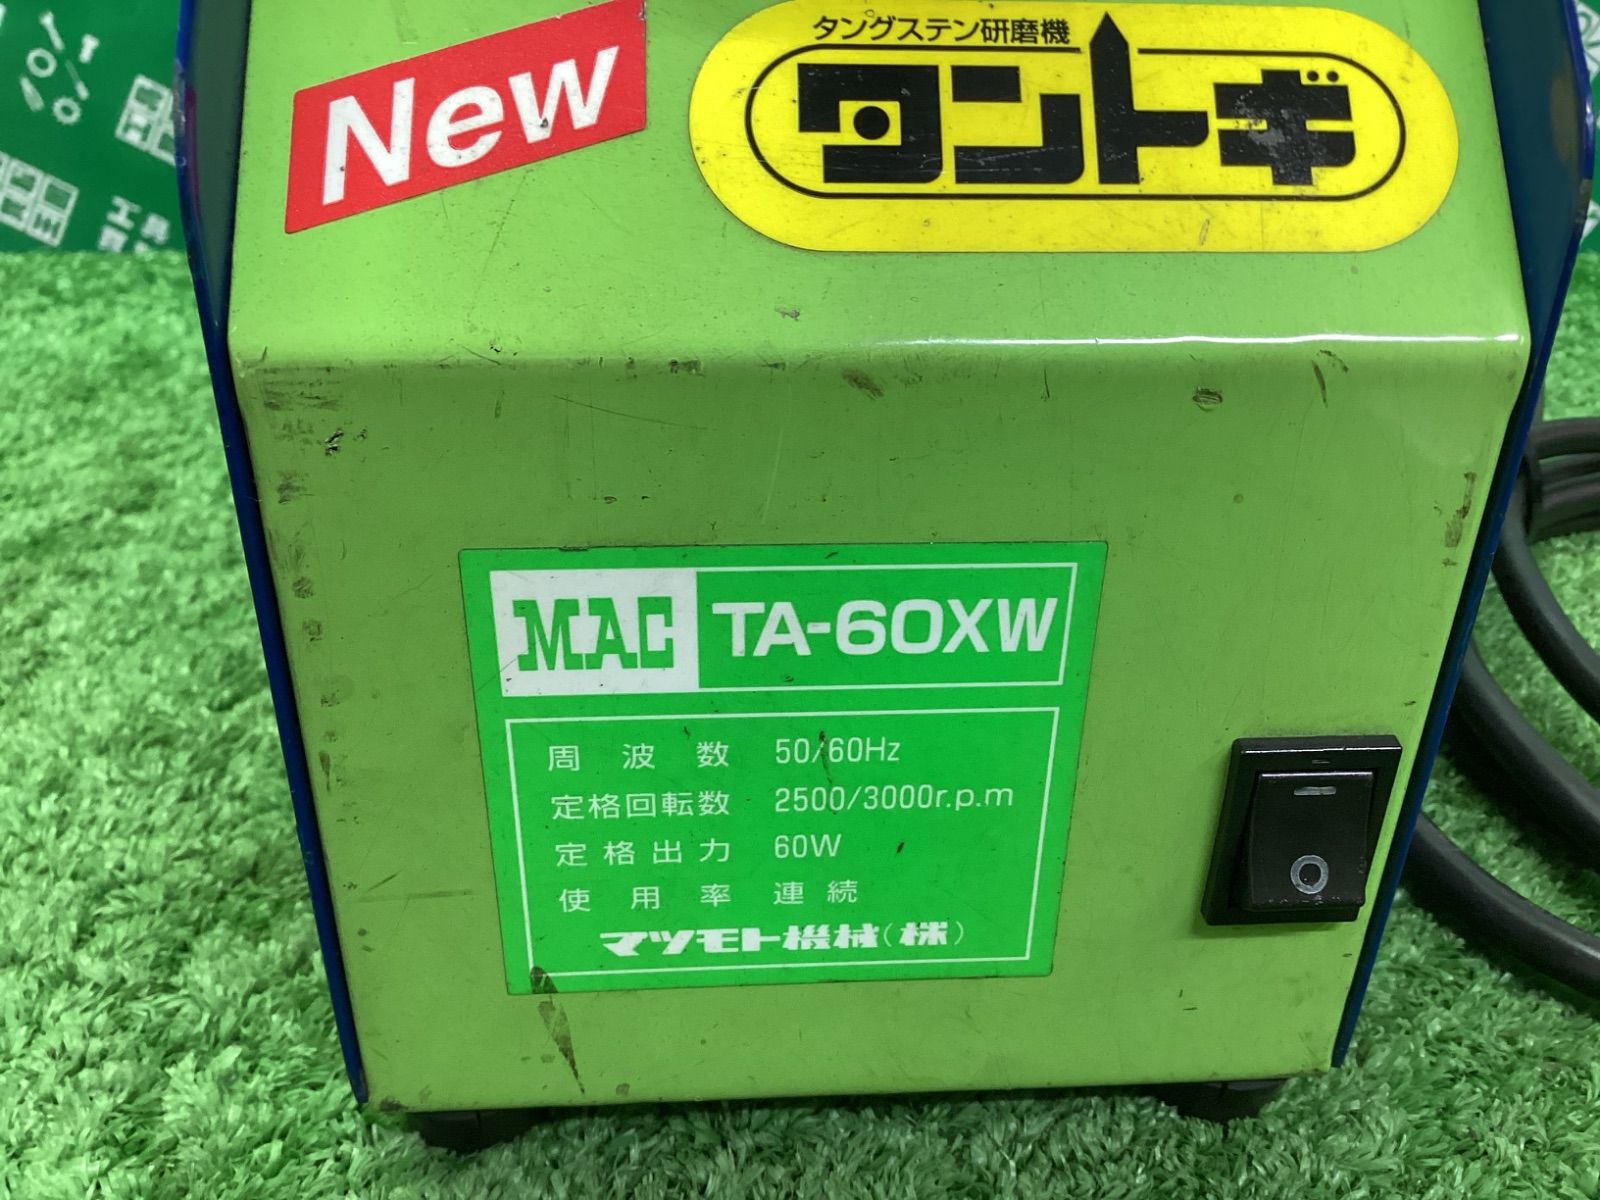 New
タングステン研磨機
タントギ
MAC TA-60XW
周波数 50/60Hz
定格回転数 2500/3000r.p.m
定格出力 60W
使用率 連続
マツモト機械(株)